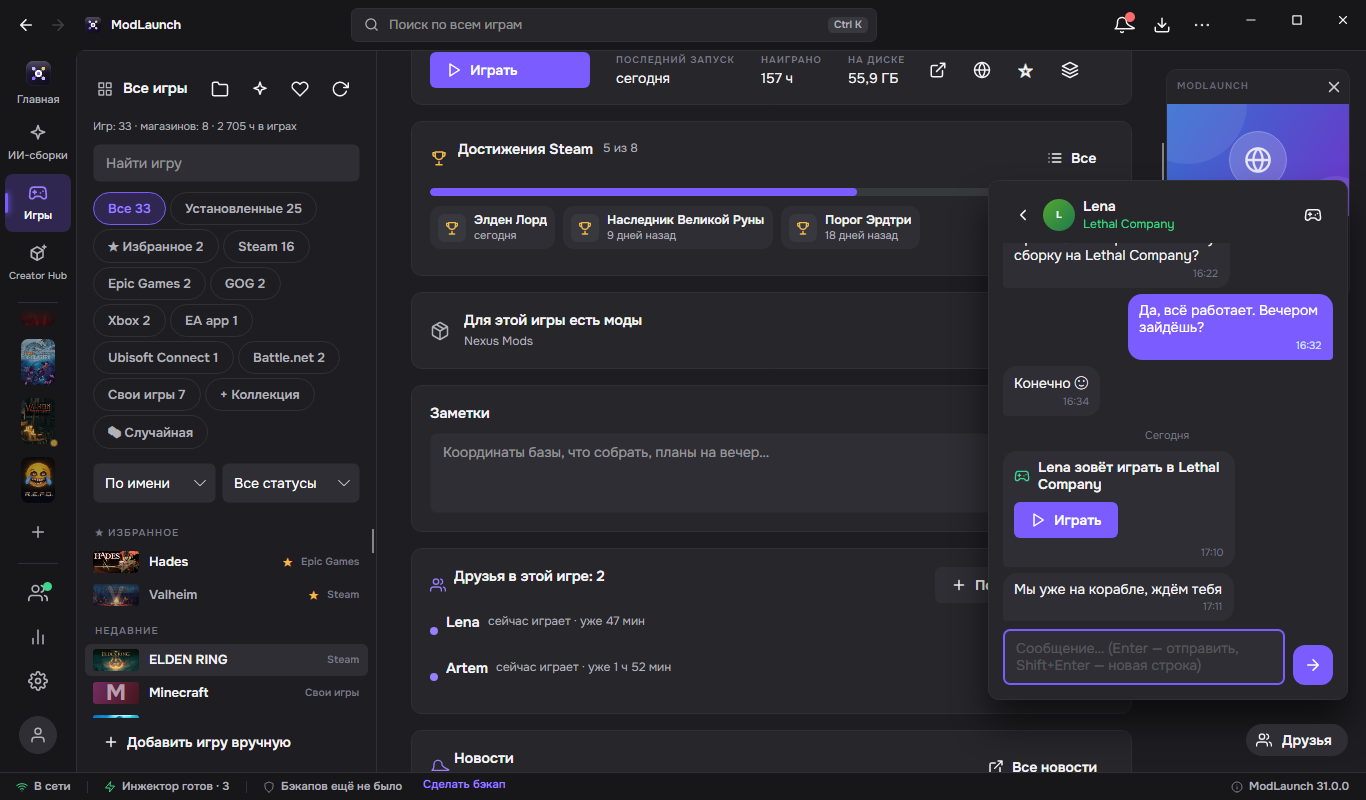 ModLaunch
Поиск по всем играм
Ctrl K
Главная
ИИ-сборки
Игры
Creator Hub
R.E.P.O.
Все игры
Игр: 33 · магазинов: 8 · 2 705 ч в играх
Найти игру
Все 33
Установленные 25
★ Избранное 2
Steam 16
Epic Games 2
GOG 2
Xbox 2
EA app 1
Ubisoft Connect 1
Battle.net 2
Свои игры 7
+ Коллекция
Случайная
По имени
Все статусы
★ ИЗБРАННОЕ
HADES
Hades
★ Epic Games
Valheim
★ Steam
НЕДАВНИЕ
ELDEN RING
ELDEN RING
Steam
M
Minecraft
Свои игры
+ Добавить игру вручную
Играть
ПОСЛЕДНИЙ ЗАПУСК
сегодня
НАИГРАНО
157 ч
НА ДИСКЕ
55,9 ГБ
Достижения Steam 5 из 8
Все
Элден Лорд
сегодня
Наследник Великой Руны
9 дней назад
Порог Эрдтри
18 дней назад
Для этой игры есть моды
Nexus Mods
Заметки
Координаты базы, что собрать, планы на вечер...
Друзья в этой игре: 2
Lena сейчас играет · уже 47 мин
Artem сейчас играет · уже 1 ч 52 мин
Новости
Все новости
MODLAUNCH
L
Lena
Lethal Company
сборку на Lethal Company?
16:22
Да, всё работает. Вечером
зайдёшь?
16:32
Конечно 🙂
16:34
Сегодня
Lena зовёт играть в Lethal
Company
Играть
17:10
Мы уже на корабле, ждём тебя
17:11
Сообщение... (Enter — отправить,
Shift+Enter — новая строка)
Друзья
В сети
Инжектор готов · 3
Бэкапов ещё не было
Сделать бэкап
ModLaunch 31.0.0